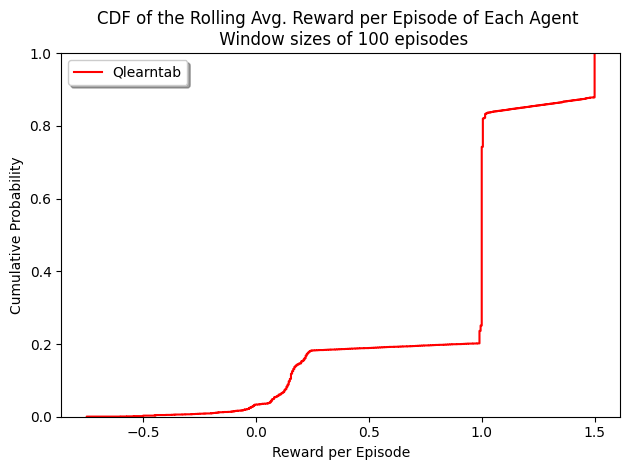 CDF of the Rolling Avg. Reward per Episode of Each Agent
Window sizes of 100 episodes
Qlearntab
1.0
0.8
0.6
0.4
0.2
0.0
Cumulative Probability
−0.5
0.0
0.5
1.0
1.5
Reward per Episode